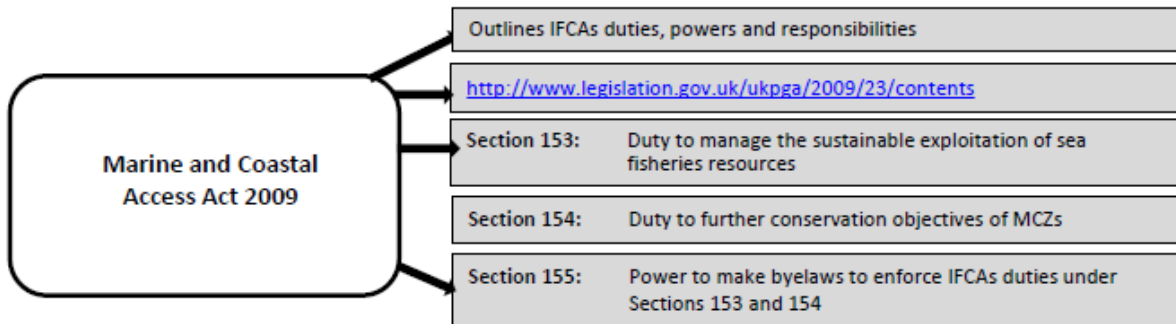 Marine and Coastal
Access Act 2009
Outlines IFCAs duties, powers and responsibilities
http://www.legislation.gov.uk/ukpga/2009/23/contents
Section 153: Duty to manage the sustainable exploitation of sea
fisheries resources
Section 154: Duty to further conservation objectives of MCZs
Section 155: Power to make byelaws to enforce IFCAs duties under
Sections 153 and 154